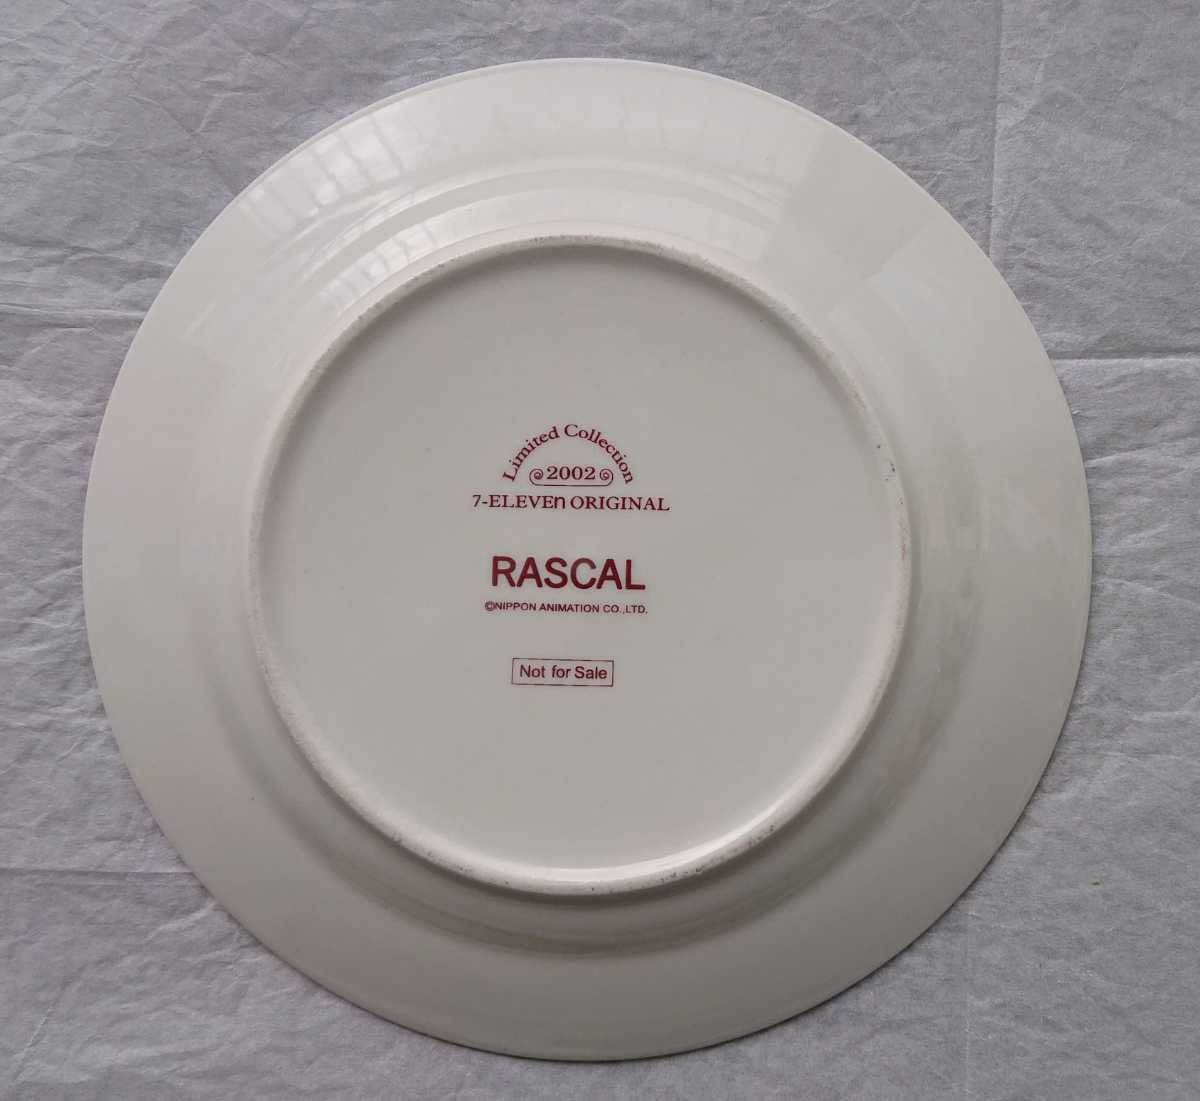 Limited Collection
2002
7-ELEVEn ORIGINAL
RASCAL
©NIPPON ANIMATION CO.,LTD.
Not for Sale